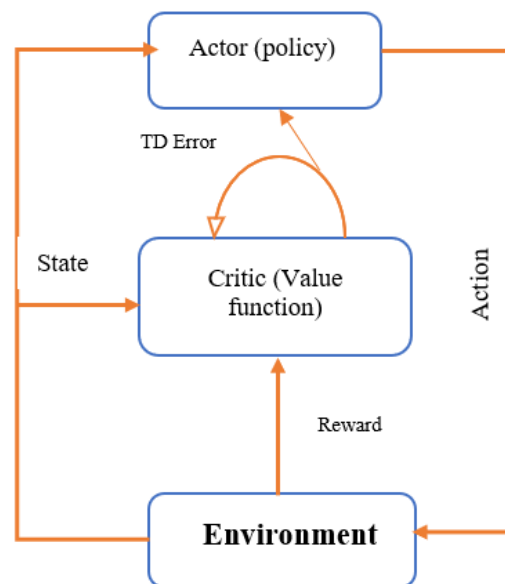 Actor (policy)
TD Error
State
Critic (Value
function)
Action
Reward
Environment